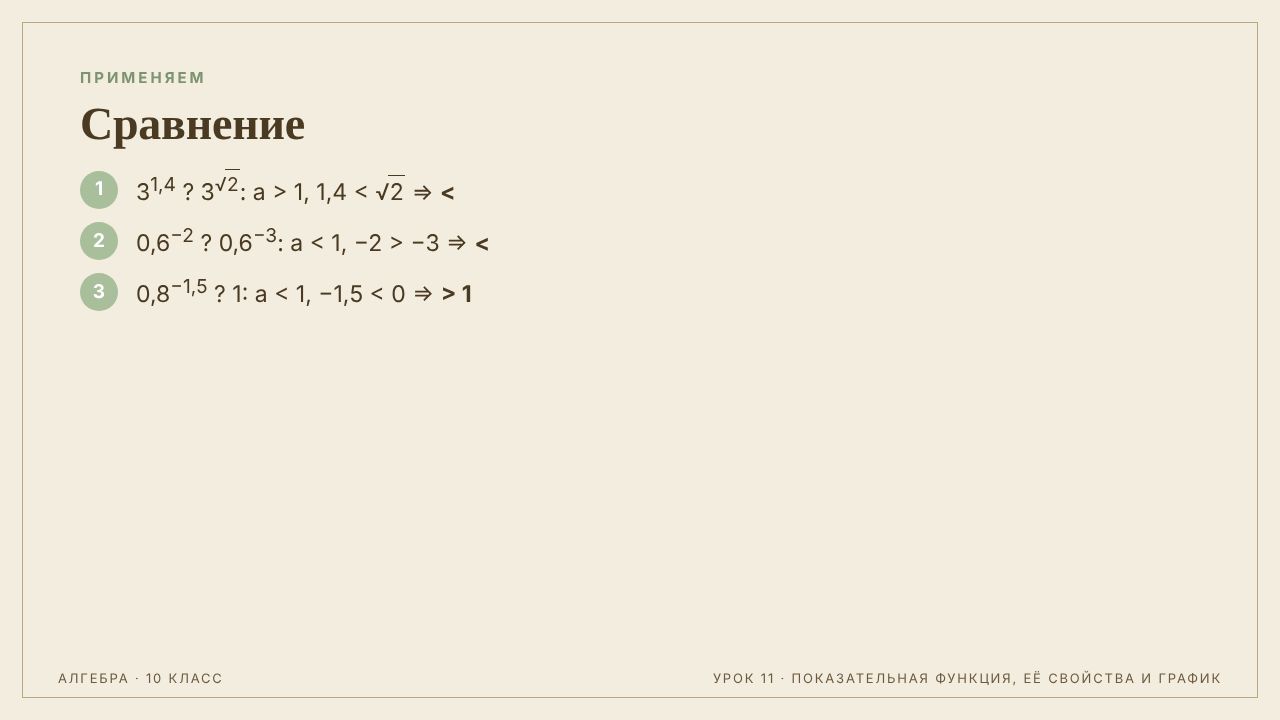 ПРИМЕНЯЕМ
Сравнение
1 3^1,4 ? 3^√2: a > 1, 1,4 < √2 ⇒ <
2 0,6^−2 ? 0,6^−3: a < 1, −2 > −3 ⇒ <
3 0,8^−1,5 ? 1: a < 1, −1,5 < 0 ⇒ > 1
АЛГЕБРА · 10 КЛАСС
УРОК 11 · ПОКАЗАТЕЛЬНАЯ ФУНКЦИЯ, ЕЁ СВОЙСТВА И ГРАФИК